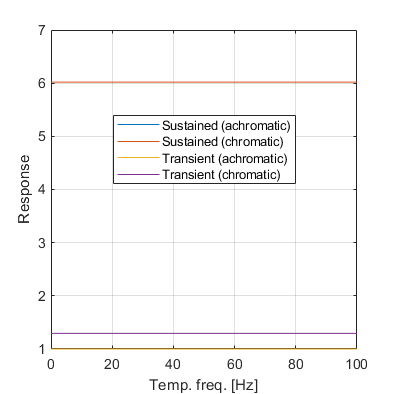 7
6
5
4
3
2
1
Response
Sustained (achromatic)
Sustained (chromatic)
Transient (achromatic)
Transient (chromatic)
0 20 40 60 80 100
Temp. freq. [Hz]